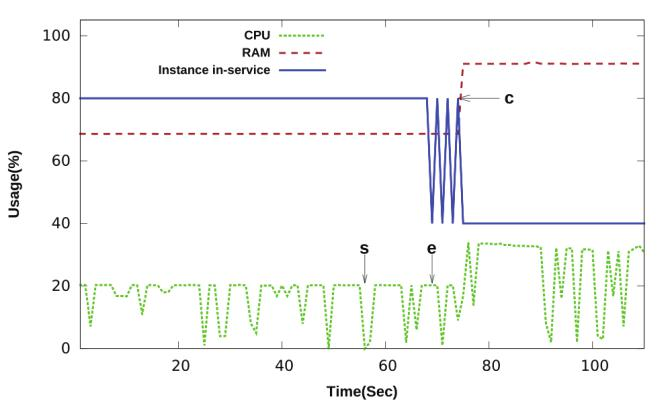 100
80
60
40
20
0
Usage(%)
CPU
RAM
Instance in-service
c
s
e
20
40
60
80
100
Time(Sec)